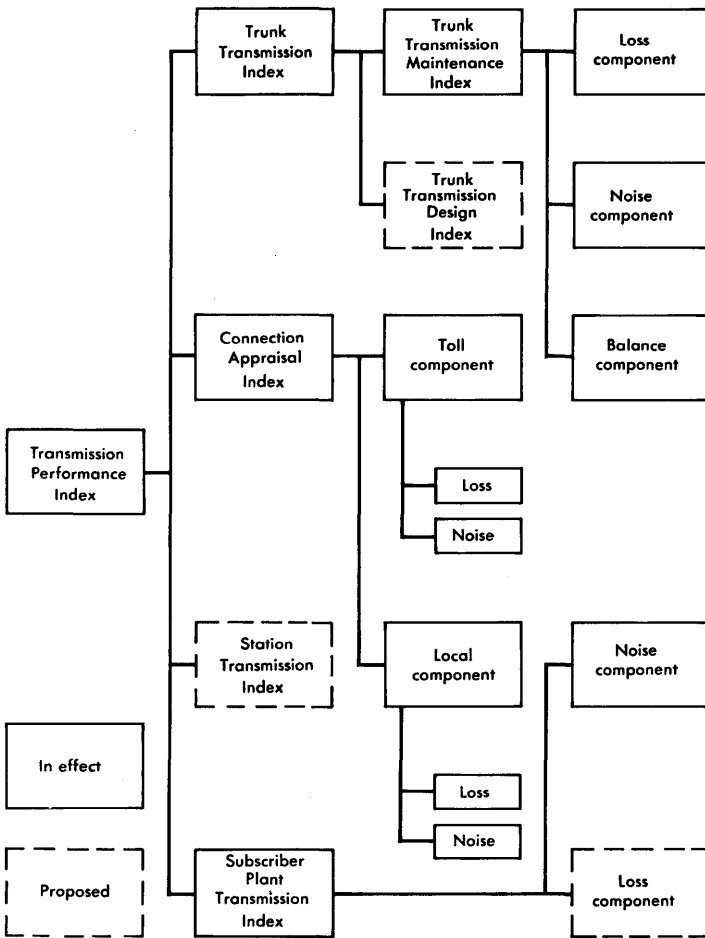 Trunk
Transmission
Index
Trunk
Transmission
Maintenance
Index
Loss
component
Trunk
Transmission
Design
Index
Noise
component
Connection
Appraisal
Index
Toll
component
Balance
component
Transmission
Performance
Index
Loss
Noise
Station
Transmission
Index
Local
component
Noise
component
In effect
Loss
Noise
Proposed
Subscriber
Plant
Transmission
Index
Loss
component